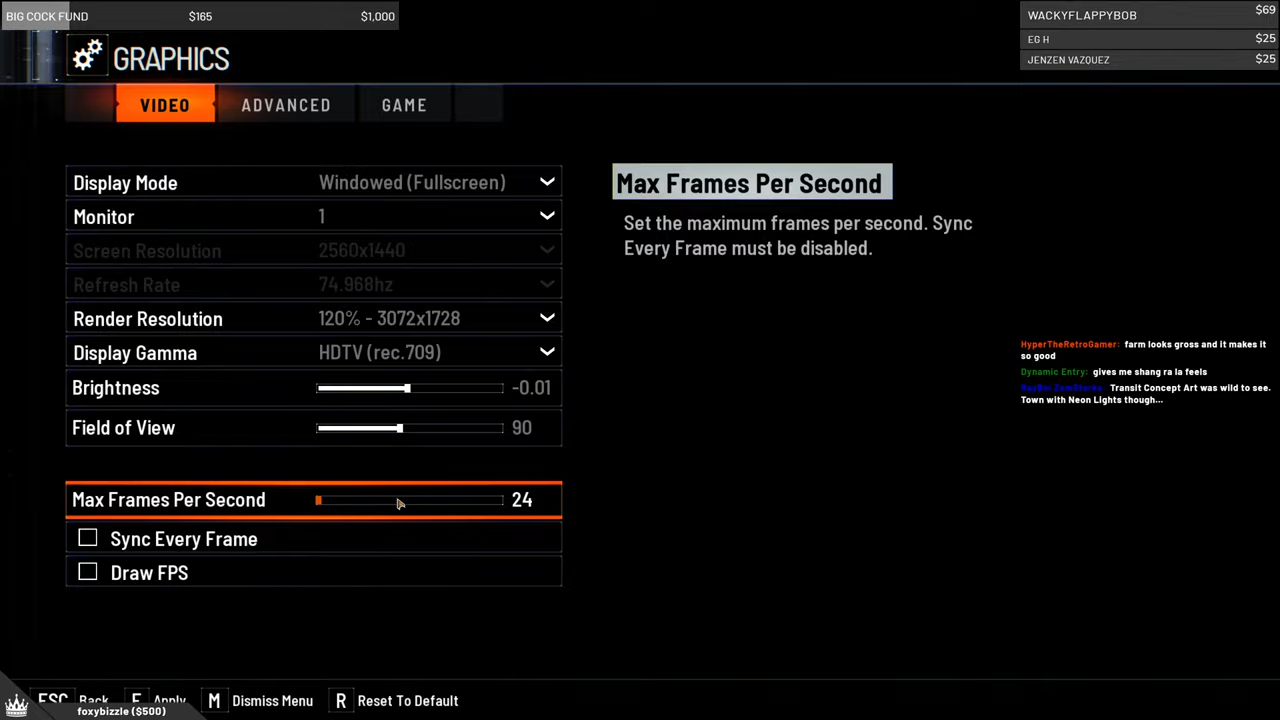 BIG COCK FUND $165 $1,000
WACKYFLAPPYBOB $69
EG H $25
JENZEN VAZQUEZ $25
GRAPHICS
VIDEO ADVANCED GAME
Display Mode Windowed (Fullscreen)
Monitor 1
Screen Resolution 2560x1440
Refresh Rate 74.968hz
Render Resolution 120% - 3072x1728
Display Gamma HDTV (rec.709)
Brightness -0.01
Field of View 90
Max Frames Per Second 24
Sync Every Frame
Draw FPS
Max Frames Per Second
Set the maximum frames per second. Sync
Every Frame must be disabled.
HyperTheRetroGamer: farm looks gross and it makes it
so good
Dynamic Entry: gives me shang ra la feels
Transit Concept Art was wild to see.
Town with Neon Lights though...
ESC Back F Apply M Dismiss Menu R Reset To Default
foxybizzle ($500)